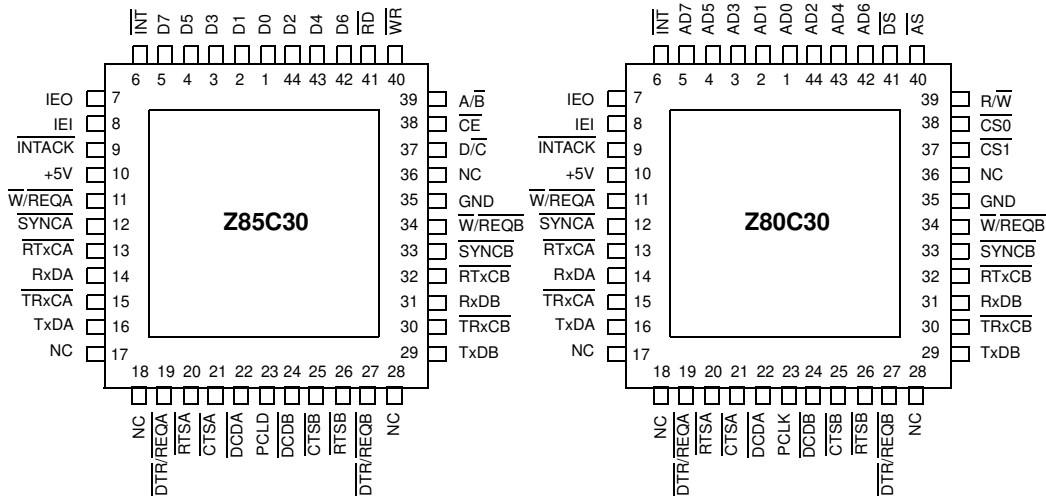 INT D7 D5 D3 D1 D0 D2 D4 D6 RD WR
6 5 4 3 2 1 44 43 42 41 40
IEO 7
IEI 8
INTACK 9
+5V 10
W/REQA 11
SYNCA 12
RTxCA 13
RxDA 14
TRxCA 15
TxDA 16
NC 17
Z85C30
39 A/B
38 CE
37 D/C
36 NC
35 GND
34 W/REQB
33 SYNCB
32 RTxCB
31 RxDB
30 TRxCB
29 TxDB
18 19 20 21 22 23 24 25 26 27 28
NC DTR/REQA RTSA CTSA DCDA PCLD DCDB CTSB RTSB DTR/REQB NC
INT AD7 AD5 AD3 AD1 AD0 AD2 AD4 AD6 DS AS
6 5 4 3 2 1 44 43 42 41 40
IEO 7
IEI 8
INTACK 9
+5V 10
W/REQA 11
SYNCA 12
RTxCA 13
RxDA 14
TRxCA 15
TxDA 16
NC 17
Z80C30
39 R/W
38 CS0
37 CS1
36 NC
35 GND
34 W/REQB
33 SYNCB
32 RTxCB
31 RxDB
30 TRxCB
29 TxDB
18 19 20 21 22 23 24 25 26 27 28
NC DTR/REQA RTSA CTSA DCDA PCLK DCDB CTSB RTSB DTR/REQB NC